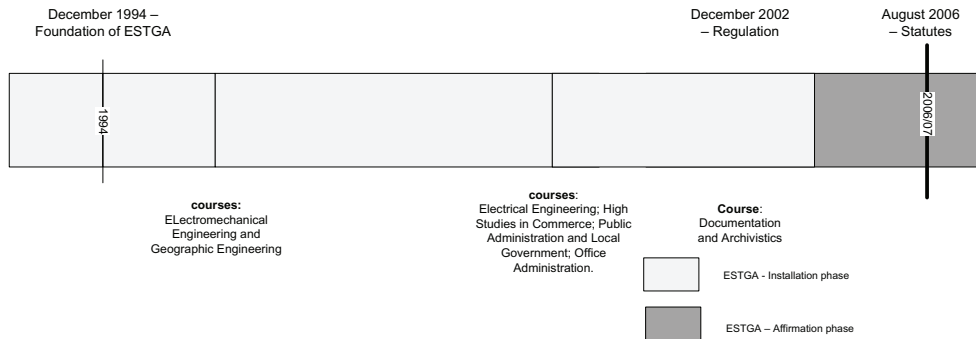 December 1994 –
Foundation of ESTGA
December 2002
– Regulation
August 2006
– Statutes
1994
2006/07
courses:
ELectromechanical
Engineering and
Geographic Engineering
courses:
Electrical Engineering; High
Studies in Commerce; Public
Administration and Local
Government; Office
Administration.
Course:
Documentation
and Archivistics
ESTGA - Installation phase
ESTGA – Affirmation phase